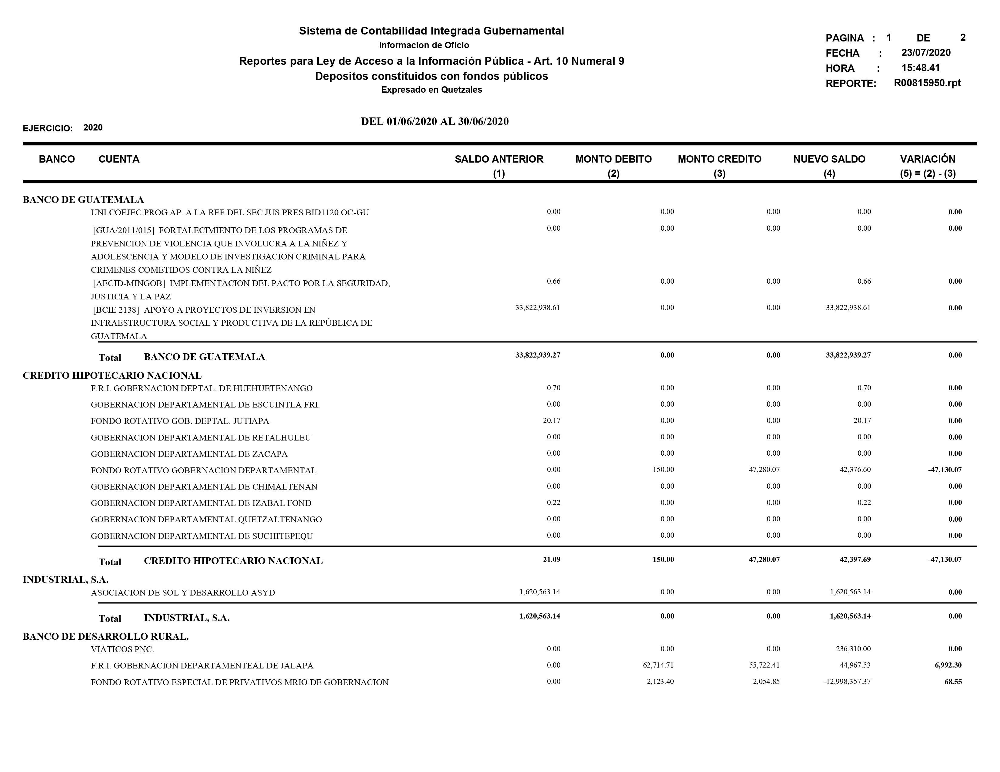 Sistema de Contabilidad Integrada Gubernamental
Informacion de Oficio
Reportes para Ley de Acceso a la Información Pública - Art. 10 Numeral 9
Depositos constituidos con fondos públicos
Expresado en Quetzales
PAGINA : 1 DE 2
FECHA : 23/07/2020
HORA : 15:48.41
REPORTE: R00815950.rpt
DEL 01/06/2020 AL 30/06/2020
EJERCICIO: 2020
BANCO CUENTA SALDO ANTERIOR MONTO DEBITO MONTO CREDITO NUEVO SALDO VARIACIÓN
(1) (2) (3) (4) (5) = (2) - (3)
BANCO DE GUATEMALA
UNI.COEJEC.PROG.AP. A LA REF.DEL SEC.JUS.PRES.BID1120 OC-GU 0.00 0.00 0.00 0.00 0.00
[GUA/2011/015] FORTALECIMIENTO DE LOS PROGRAMAS DE 0.00 0.00 0.00 0.00 0.00
PREVENCION DE VIOLENCIA QUE INVOLUCRA A LA NIÑEZ Y
ADOLESCENCIA Y MODELO DE INVESTIGACION CRIMINAL PARA
CRIMENES COMETIDOS CONTRA LA NIÑEZ
[AECID-MINGOB] IMPLEMENTACION DEL PACTO POR LA SEGURIDAD, 0.66 0.00 0.00 0.66 0.00
JUSTICIA Y LA PAZ
[BCIE 2138] APOYO A PROYECTOS DE INVERSION EN 33,822,938.61 0.00 0.00 33,822,938.61 0.00
INFRAESTRUCTURA SOCIAL Y PRODUCTIVA DE LA REPÚBLICA DE
GUATEMALA
Total BANCO DE GUATEMALA 33,822,939.27 0.00 0.00 33,822,939.27 0.00
CREDITO HIPOTECARIO NACIONAL
F.R.I. GOBERNACION DEPTAL. DE HUEHUETENANGO 0.70 0.00 0.00 0.70 0.00
GOBERNACION DEPARTAMENTAL DE ESCUINTLA FRI. 0.00 0.00 0.00 0.00 0.00
FONDO ROTATIVO GOB. DEPTAL. JUTIAPA 20.17 0.00 0.00 20.17 0.00
GOBERNACION DEPARTAMENTAL DE RETALHULEU 0.00 0.00 0.00 0.00 0.00
GOBERNACION DEPARTAMENTAL DE ZACAPA 0.00 0.00 0.00 0.00 0.00
FONDO ROTATIVO GOBERNACION DEPARTAMENTAL 0.00 150.00 47,280.07 42,376.60 -47,130.07
GOBERNACION DEPARTAMENTAL DE CHIMALTENAN 0.00 0.00 0.00 0.00 0.00
GOBERNACION DEPARTAMENTAL DE IZABAL FOND 0.22 0.00 0.00 0.22 0.00
GOBERNACION DEPARTAMENTAL QUETZALTENANGO 0.00 0.00 0.00 0.00 0.00
GOBERNACION DEPARTAMENTAL DE SUCHITEPEQU 0.00 0.00 0.00 0.00 0.00
Total CREDITO HIPOTECARIO NACIONAL 21.09 150.00 47,280.07 42,397.69 -47,130.07
INDUSTRIAL, S.A.
ASOCIACION DE SOL Y DESARROLLO ASYD 1,620,563.14 0.00 0.00 1,620,563.14 0.00
Total INDUSTRIAL, S.A. 1,620,563.14 0.00 0.00 1,620,563.14 0.00
BANCO DE DESARROLLO RURAL.
VIATICOS PNC. 0.00 0.00 0.00 236,310.00 0.00
F.R.I. GOBERNACION DEPARTAMENTEAL DE JALAPA 0.00 62,714.71 55,722.41 44,967.53 6,992.30
FONDO ROTATIVO ESPECIAL DE PRIVATIVOS MRIO DE GOBERNACION 0.00 2,123.40 2,054.85 -12,998,357.37 68.55